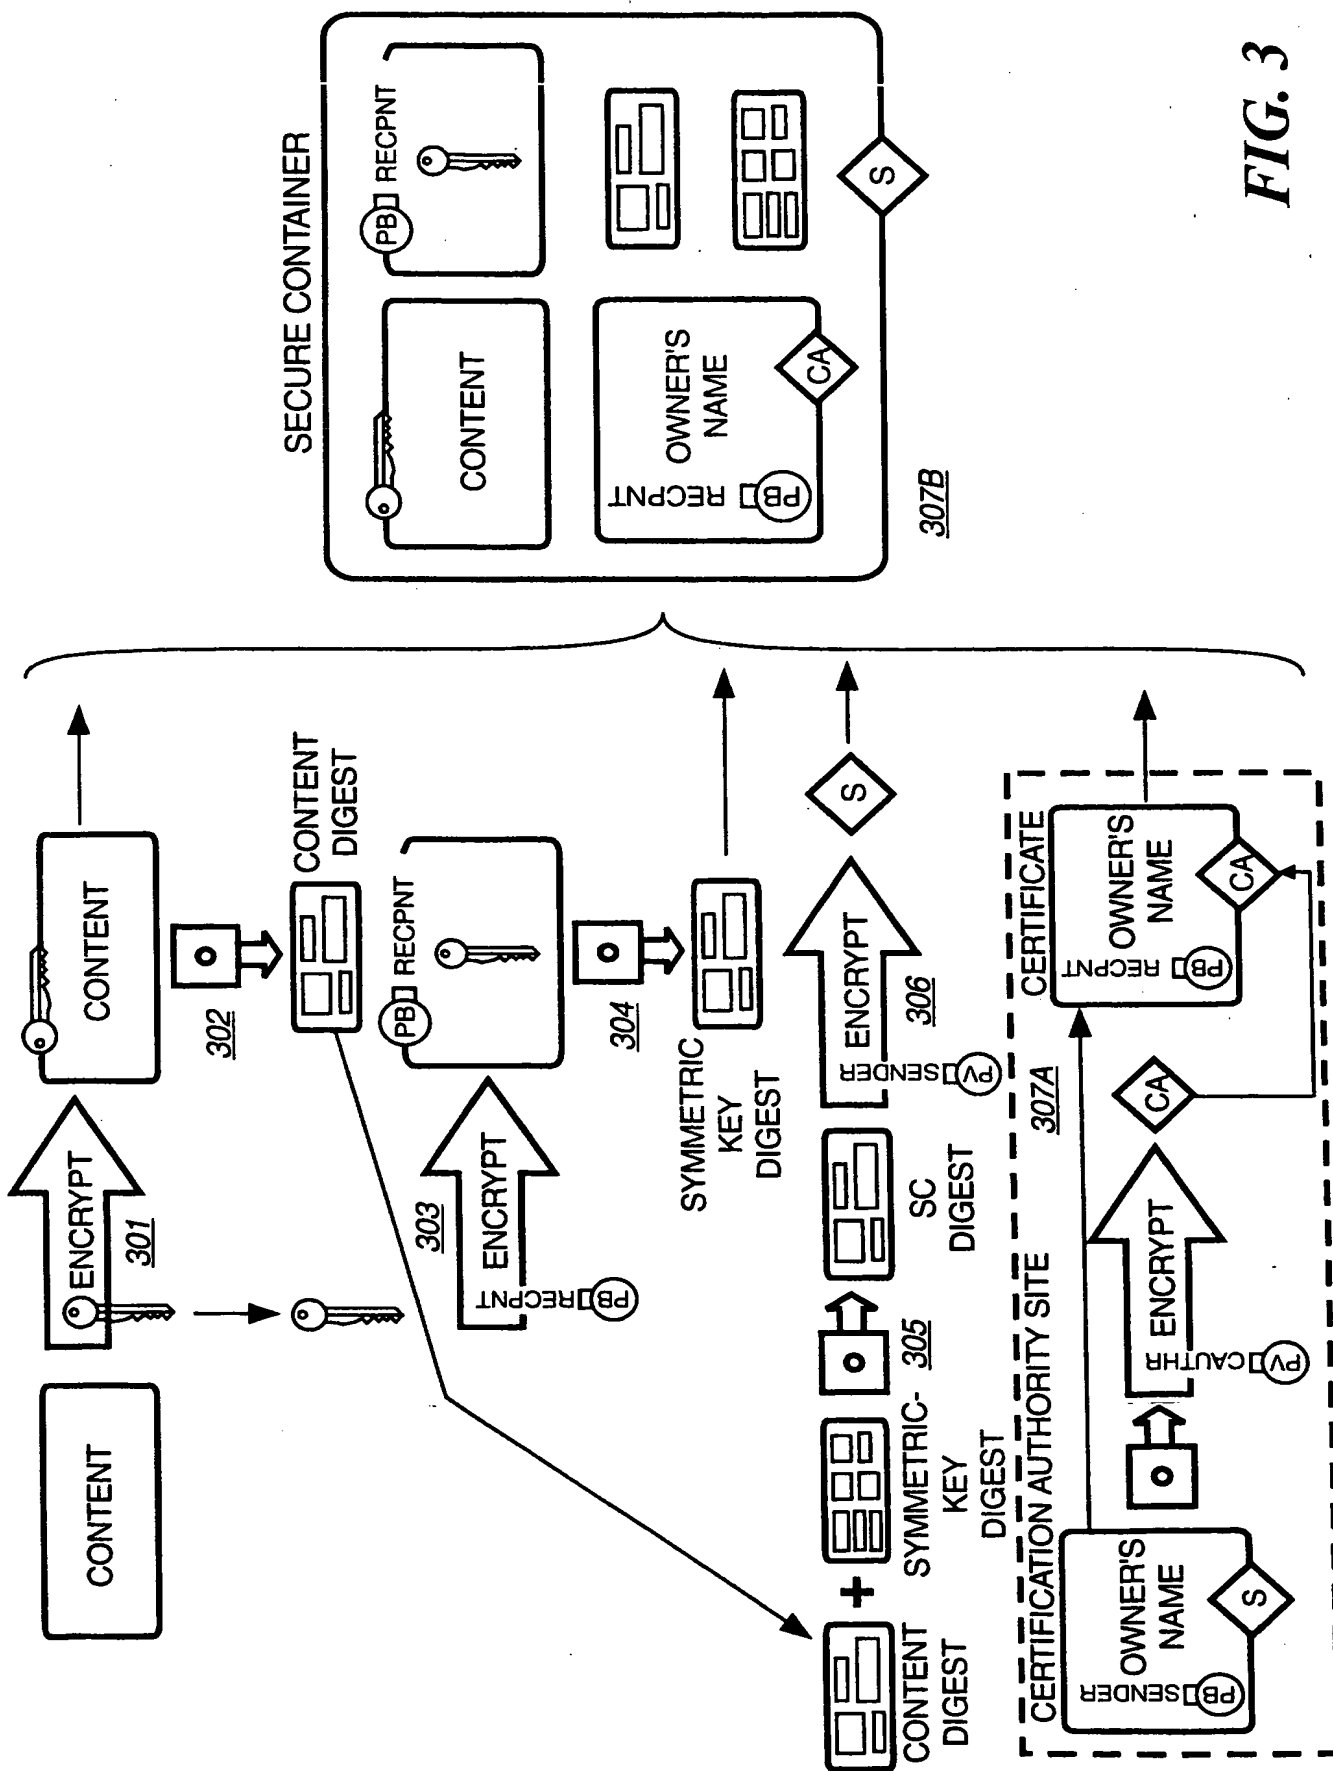 CONTENT
ENCRYPT
301
CONTENT
302
CONTENT
DIGEST
303
ENCRYPT
RECPNT
PB
PB
RECPNT
304
SYMMETRIC
KEY
DIGEST
CONTENT
DIGEST
+
SYMMETRIC-
KEY
DIGEST
305
SC
DIGEST
ENCRYPT
306
SENDER
PV
S
CERTIFICATION AUTHORITY SITE
307A
CERTIFICATE
OWNER'S
NAME
SENDER
PB
S
ENCRYPT
CAUTHR
PV
CA
OWNER'S
NAME
RECPNT
PB
CA
SECURE CONTAINER
CONTENT
PB
RECPNT
OWNER'S
NAME
RECPNT
PB
CA
S
307B
FIG. 3